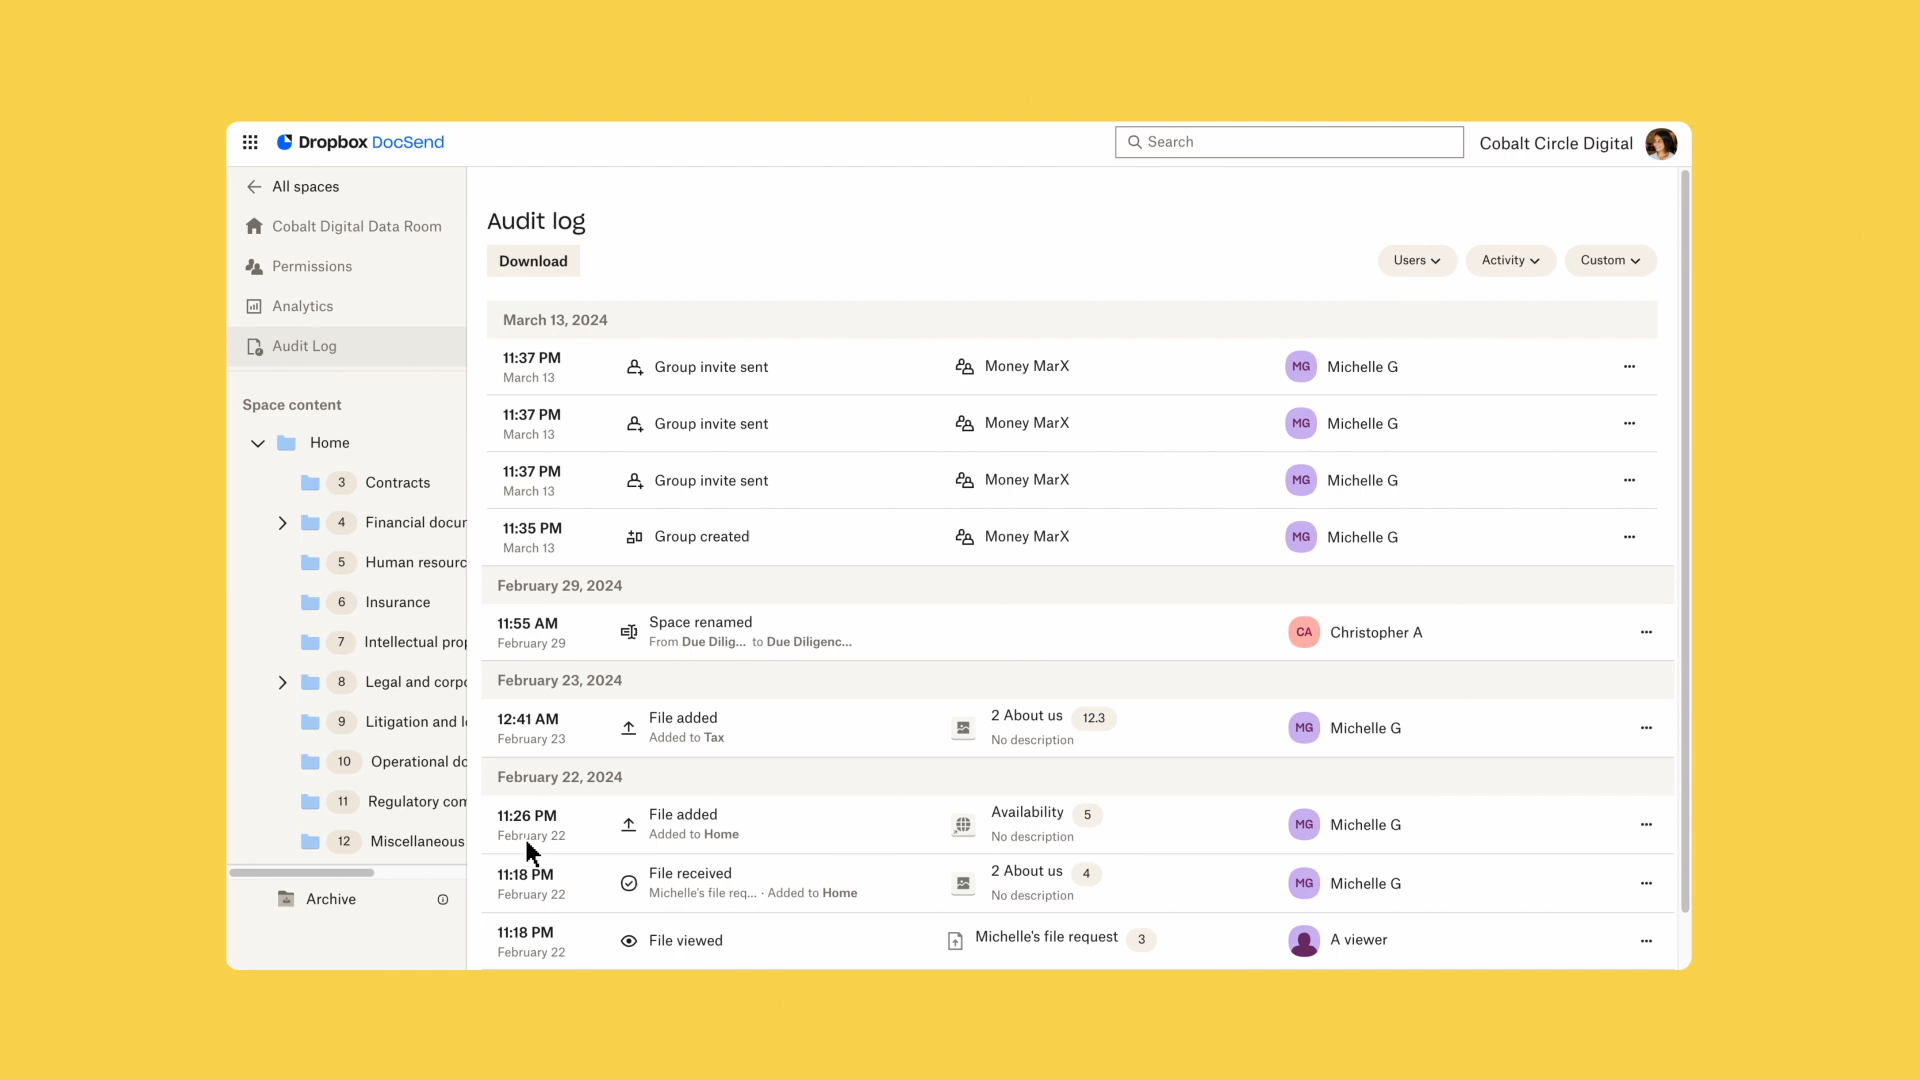 Dropbox DocSend
Search
Cobalt Circle Digital
All spaces
Cobalt Digital Data Room
Permissions
Analytics
Audit Log
Space content
Home
3 Contracts
4 Financial docur
5 Human resourc
6 Insurance
7 Intellectual prop
8 Legal and corpo
9 Litigation and l
10 Operational do
11 Regulatory com
12 Miscellaneous
Archive
Audit log
Download
Users
Activity
Custom
March 13, 2024
11:37 PM
March 13
Group invite sent
Money MarX
MG Michelle G
11:37 PM
March 13
Group invite sent
Money MarX
MG Michelle G
11:37 PM
March 13
Group invite sent
Money MarX
MG Michelle G
11:35 PM
March 13
Group created
Money MarX
MG Michelle G
February 29, 2024
11:55 AM
February 29
Space renamed
From Due Dilig... to Due Diligenc...
CA Christopher A
February 23, 2024
12:41 AM
February 23
File added
Added to Tax
2 About us 12.3
No description
MG Michelle G
February 22, 2024
11:26 PM
February 22
File added
Added to Home
Availability 5
No description
MG Michelle G
11:18 PM
February 22
File received
Michelle's file req... · Added to Home
2 About us 4
No description
MG Michelle G
11:18 PM
February 22
File viewed
Michelle's file request 3
A viewer